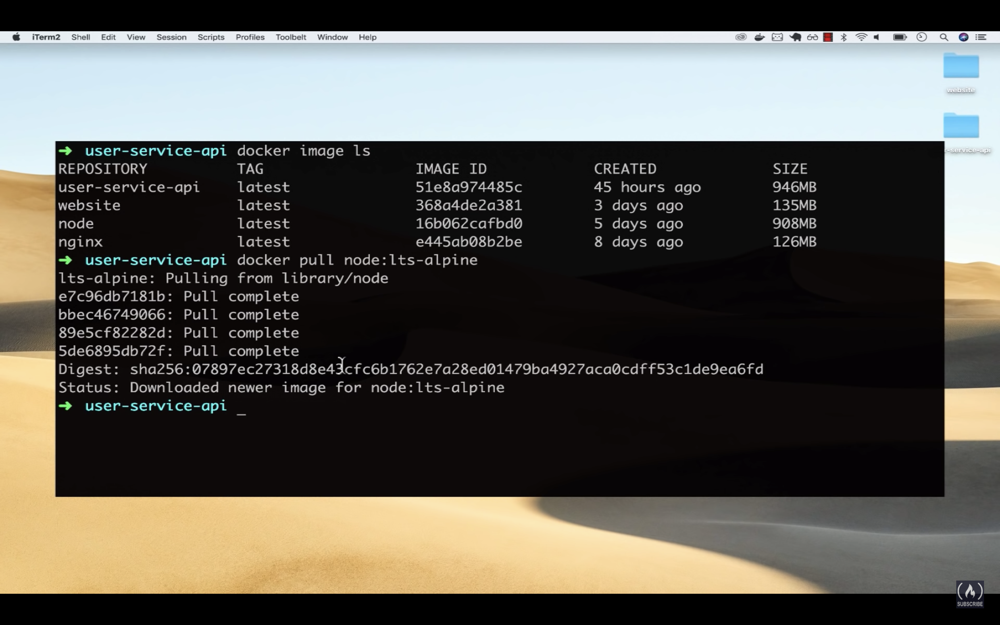 iTerm2 Shell Edit View Session Scripts Profiles Toolbelt Window Help
website
r-service-api
➜ user-service-api docker image ls
REPOSITORY TAG IMAGE ID CREATED SIZE
user-service-api latest 51e8a974485c 45 hours ago 946MB
website latest 368a4de2a381 3 days ago 135MB
node latest 16b062cafbd0 5 days ago 908MB
nginx latest e445ab08b2be 8 days ago 126MB
➜ user-service-api docker pull node:lts-alpine
lts-alpine: Pulling from library/node
e7c96db7181b: Pull complete
bbec46749066: Pull complete
89e5cf82282d: Pull complete
5de6895db72f: Pull complete
Digest: sha256:07897ec27318d8e43cfc6b1762e7a28ed01479ba4927aca0cdff53c1de9ea6fd
Status: Downloaded newer image for node:lts-alpine
➜ user-service-api _
SUBSCRIBE